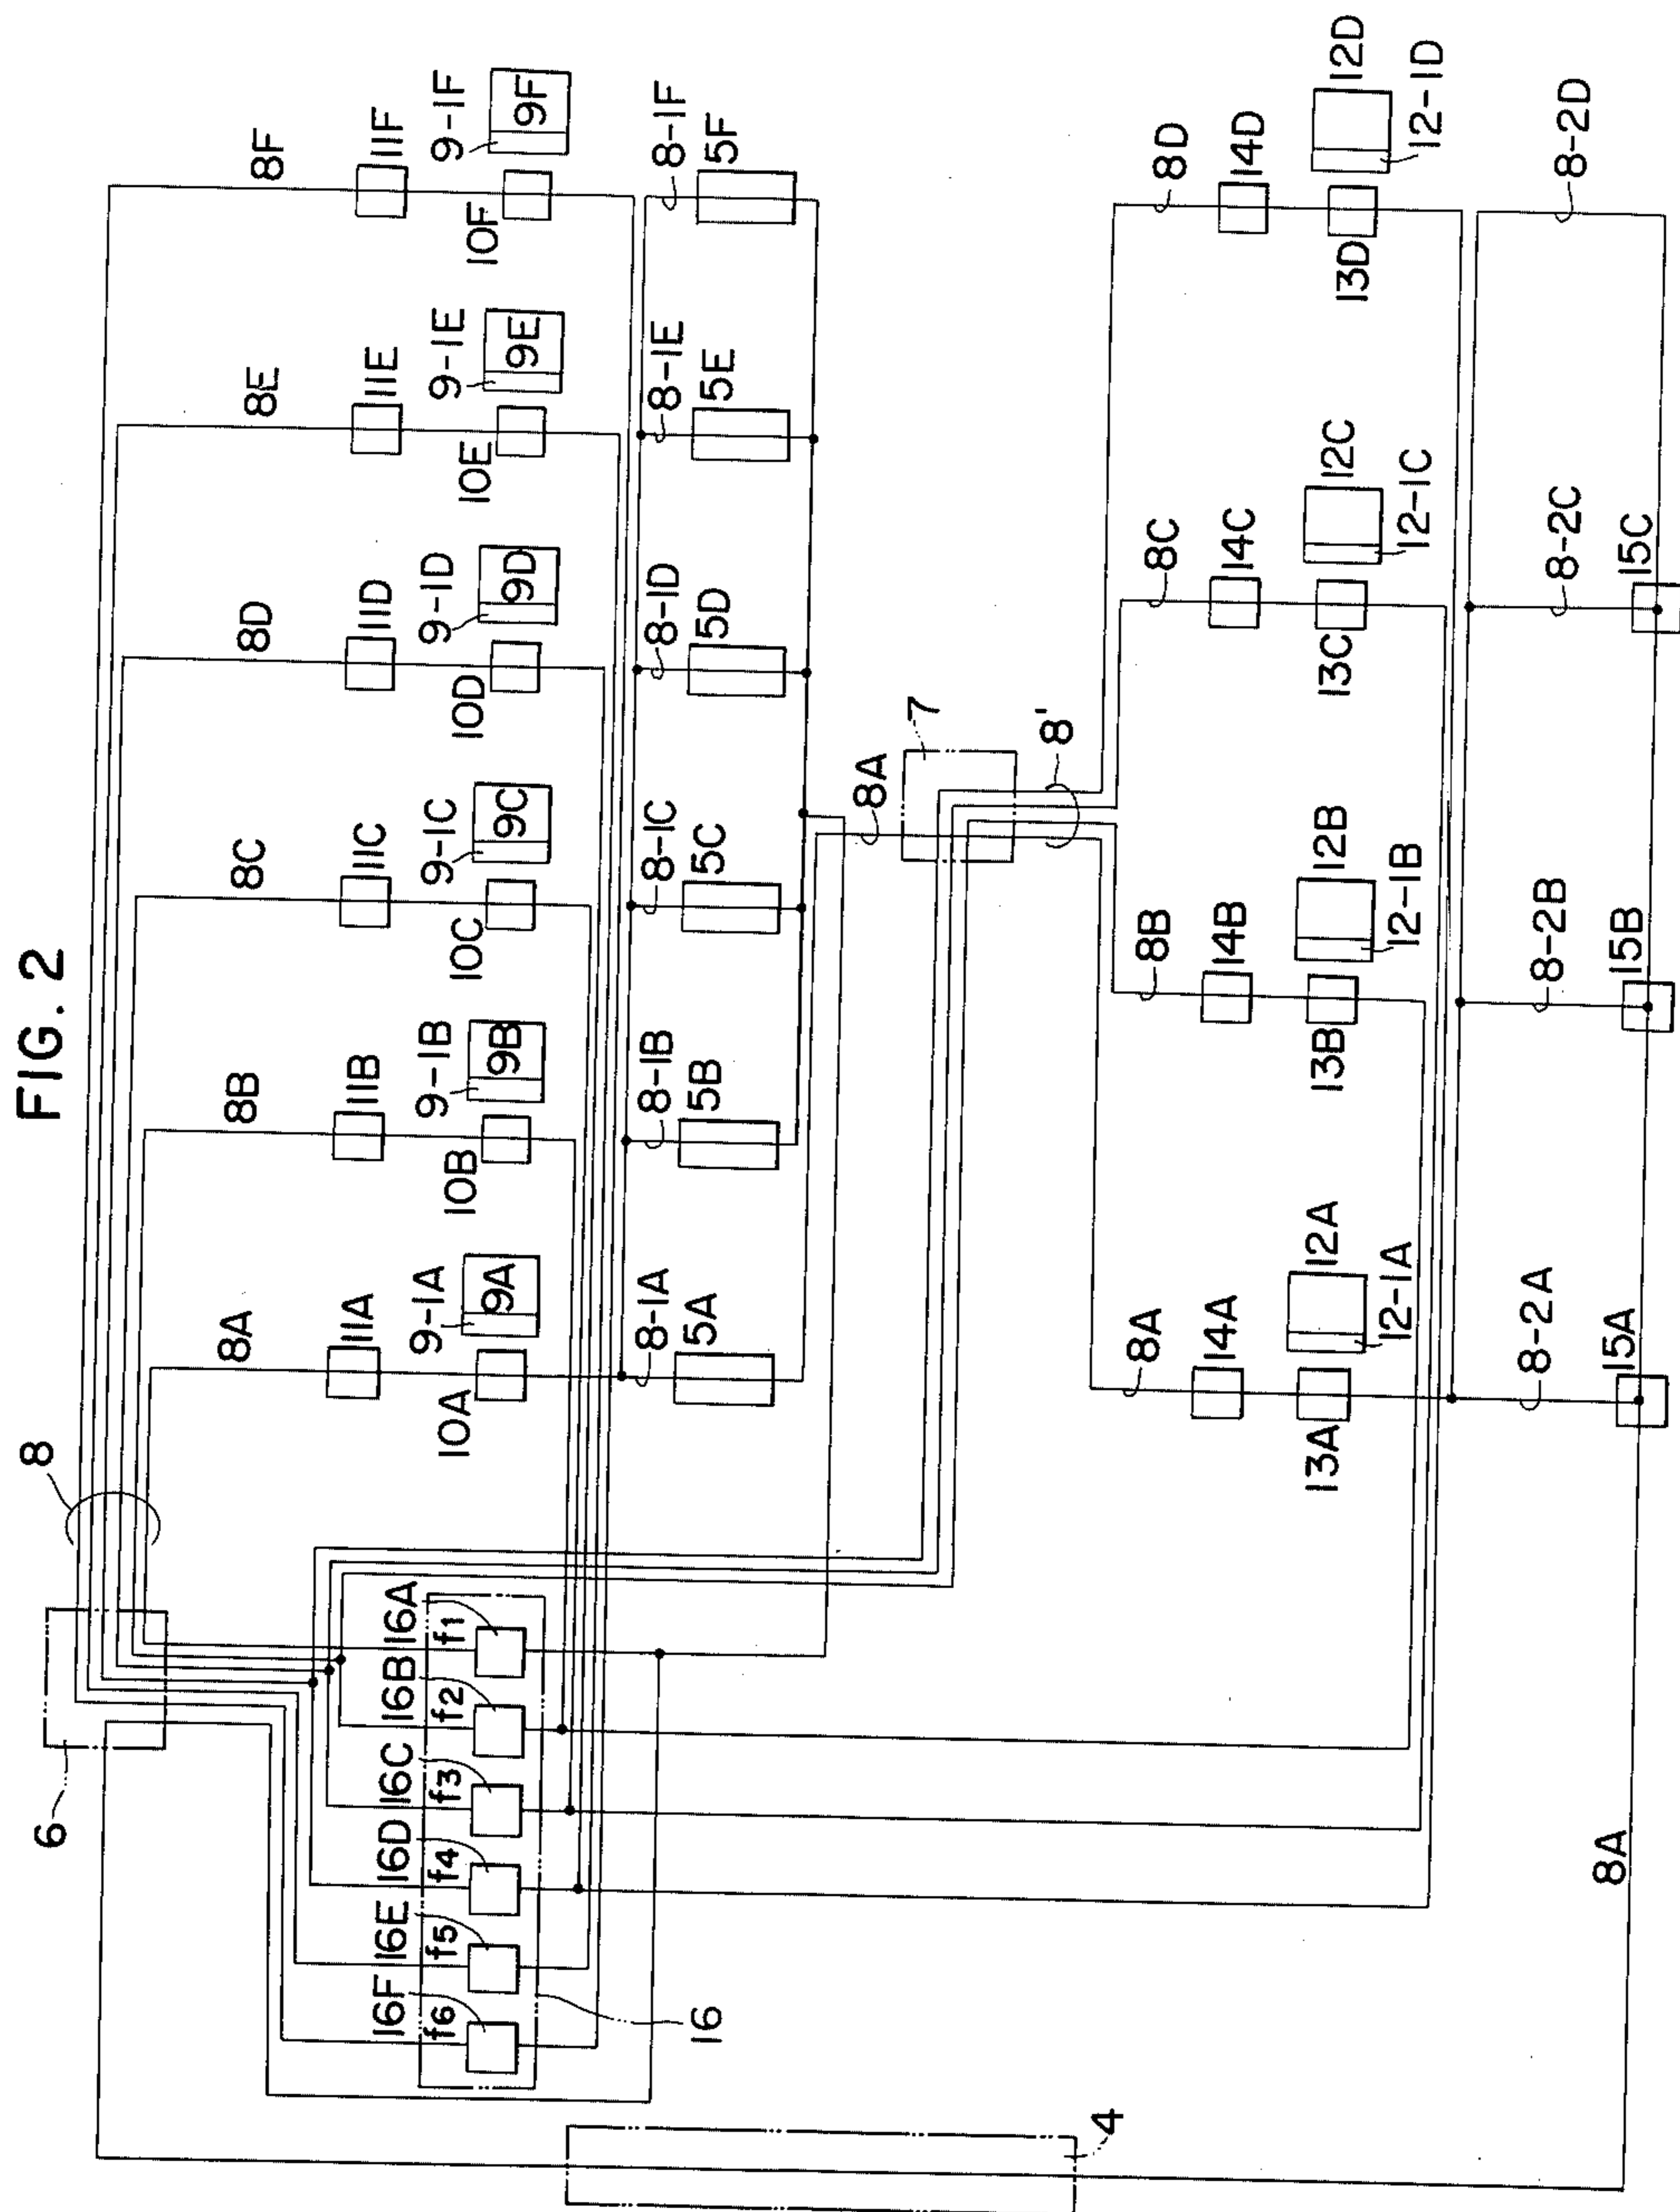 FIG. 2
8
6
8A
8B
8C
8D
8E
8F
11A
11B
11C
11D
11E
11F
9-1A
9-1B
9-1C
9-1D
9-1E
9-1F
9A
9B
9C
9D
9E
9F
10A
10B
10C
10D
10E
10F
16F
16E
16D
16C
16B
16A
f6
f5
f4
f3
f2
f1
16
8-1A
8-1B
8-1C
8-1D
8-1E
8-1F
5A
5B
5C
5D
5E
5F
8A
7
8'
4
8A
8B
8C
8D
14A
14B
14C
14D
12A
12B
12C
12D
13A
13B
13C
13D
12-1A
12-1B
12-1C
12-1D
8-2A
8-2B
8-2C
8-2D
8A
15A
15B
15C